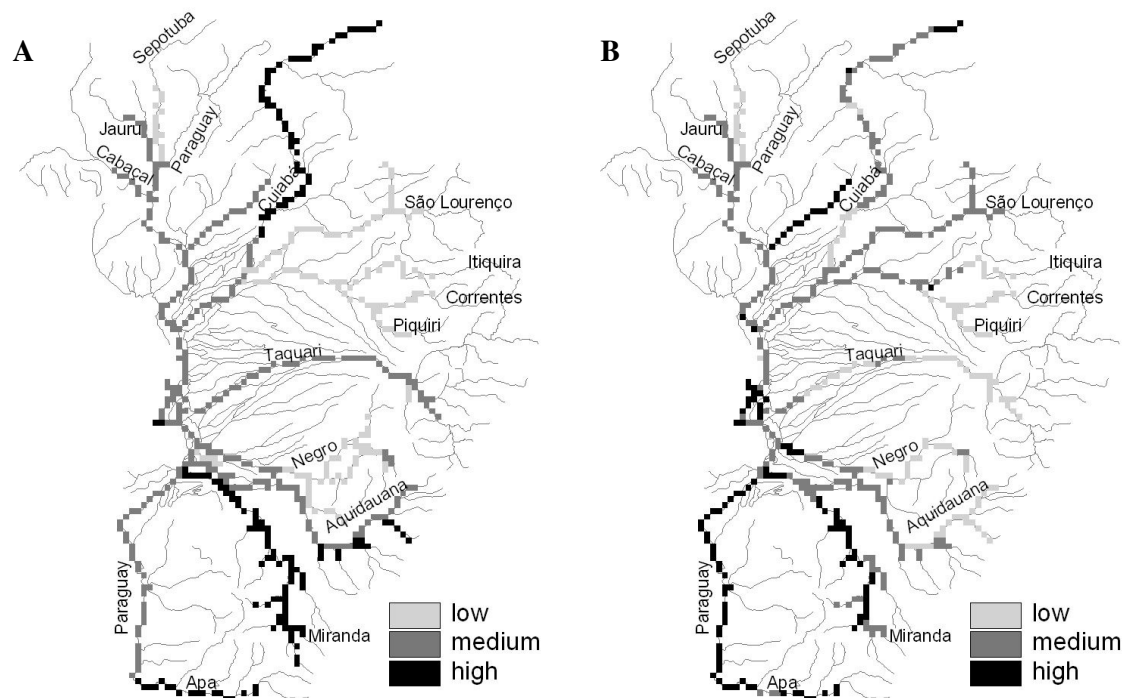 A
Sepotuba
Jauru
Cabaçal
Paraguay
Cuiabá
São Lourenço
Itiquira
Correntes
Piquiri
Taquari
Negro
Aquidauana
Paraguay
Miranda
Apa
low
medium
high
B
Sepotuba
Jauru
Cabaçal
Paraguay
Cuiabá
São Lourenço
Itiquira
Correntes
Piquiri
Taquari
Negro
Aquidauana
Paraguay
Miranda
Apa
low
medium
high